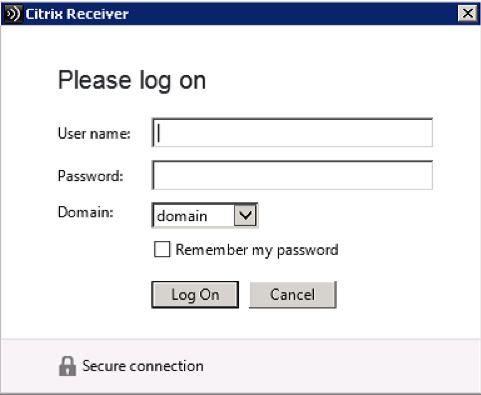 Citrix Receiver
Please log on
User name:
Password:
Domain: domain
Remember my password
Log On Cancel
Secure connection